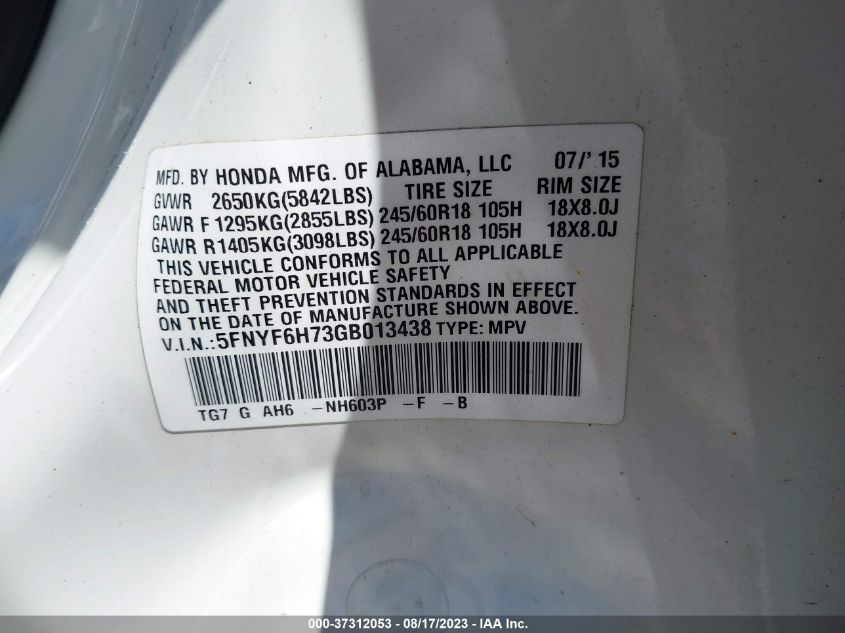 MFD. BY HONDA MFG. OF ALABAMA, LLC 07/' 15
GVWR 2650KG(5842LBS) TIRE SIZE RIM SIZE
GAWR F 1295KG(2855LBS) 245/60R18 105H 18X8.0J
GAWR R1405KG(3098LBS) 245/60R18 105H 18X8.0J
THIS VEHICLE CONFORMS TO ALL APPLICABLE
FEDERAL MOTOR VEHICLE SAFETY
AND THEFT PREVENTION STANDARDS IN EFFECT
ON THE DATE OF MANUFACTURE SHOWN ABOVE.
V.I.N.:5FNYF6H73GB013438 TYPE: MPV
TG7 G AH6 -NH603P -F -B
000-37312053 - 08/17/2023 - IAA Inc.